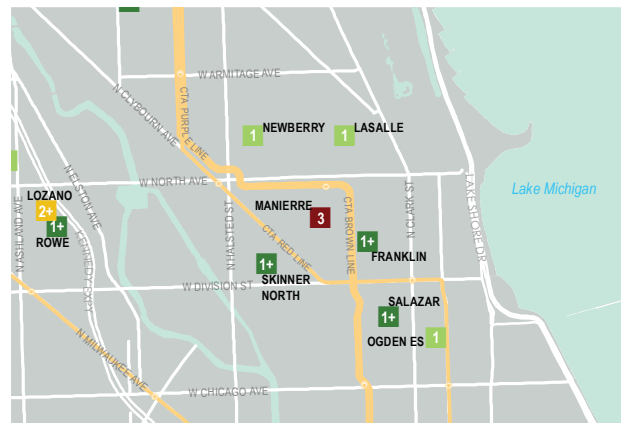 W ARMITAGE AVE
N CLYBOURN AVE
CTA PURPLE LINE
1
NEWBERRY
1
LASALLE
W NORTH AVE
N ELSTON AVE
LOZANO
2+
1+
ROWE
N ASHLAND AVE
KENNEDY EXPY
N HALSTED ST
MANIERRE
3
CTA RED LINE
CTA BROWN LINE
N CLARK ST
LAKE SHORE DR
Lake Michigan
1+
FRANKLIN
1+
SKINNER
NORTH
W DIVISION ST
SALAZAR
1+
OGDEN ES
1
N MILWAUKEE AVE
W CHICAGO AVE